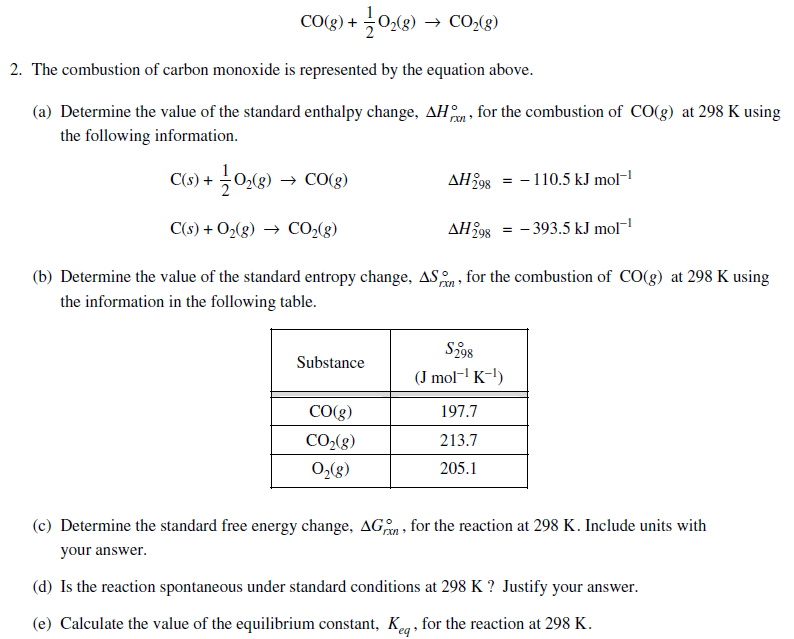 CO(g) + 1/2 O₂(g) → CO₂(g)
2. The combustion of carbon monoxide is represented by the equation above.
(a) Determine the value of the standard enthalpy change, ΔH°rxn, for the combustion of CO(g) at 298 K using
the following information.
C(s) + 1/2 O₂(g) → CO(g) ΔH°298 = − 110.5 kJ mol⁻¹
C(s) + O₂(g) → CO₂(g) ΔH°298 = − 393.5 kJ mol⁻¹
(b) Determine the value of the standard entropy change, ΔS°rxn, for the combustion of CO(g) at 298 K using
the information in the following table.
Substance S°298
(J mol⁻¹ K⁻¹)
CO(g) 197.7
CO₂(g) 213.7
O₂(g) 205.1
(c) Determine the standard free energy change, ΔG°rxn, for the reaction at 298 K. Include units with
your answer.
(d) Is the reaction spontaneous under standard conditions at 298 K ? Justify your answer.
(e) Calculate the value of the equilibrium constant, Keq, for the reaction at 298 K.